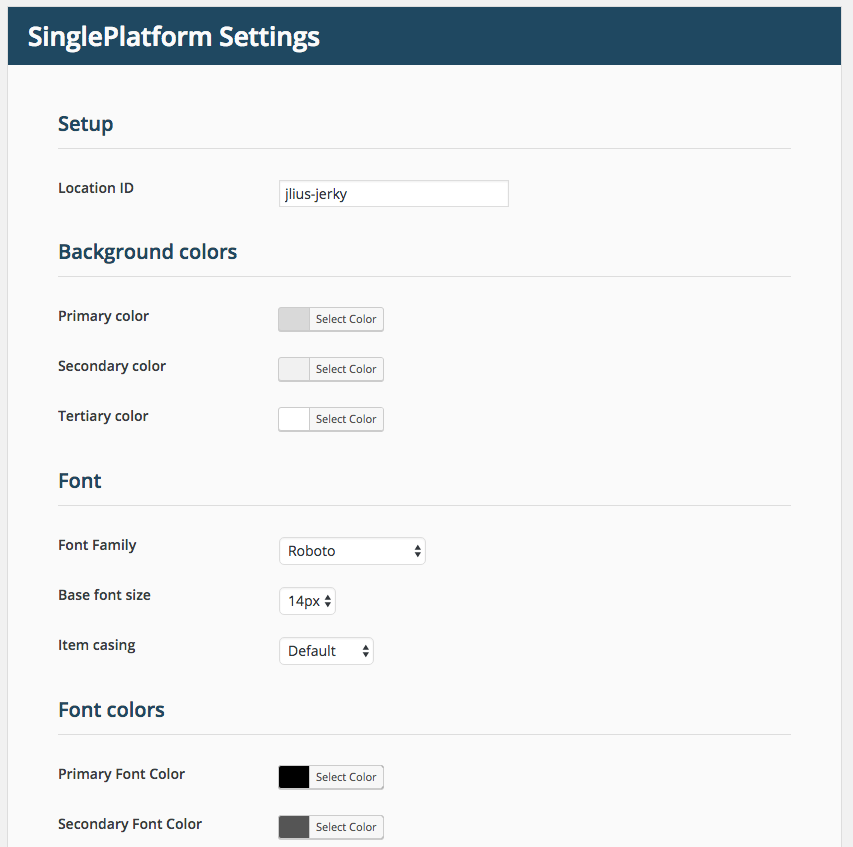 SinglePlatform Settings
Setup
Location ID
jlius-jerky
Background colors
Primary color
Select Color
Secondary color
Select Color
Tertiary color
Select Color
Font
Font Family
Roboto
Base font size
14px
Item casing
Default
Font colors
Primary Font Color
Select Color
Secondary Font Color
Select Color